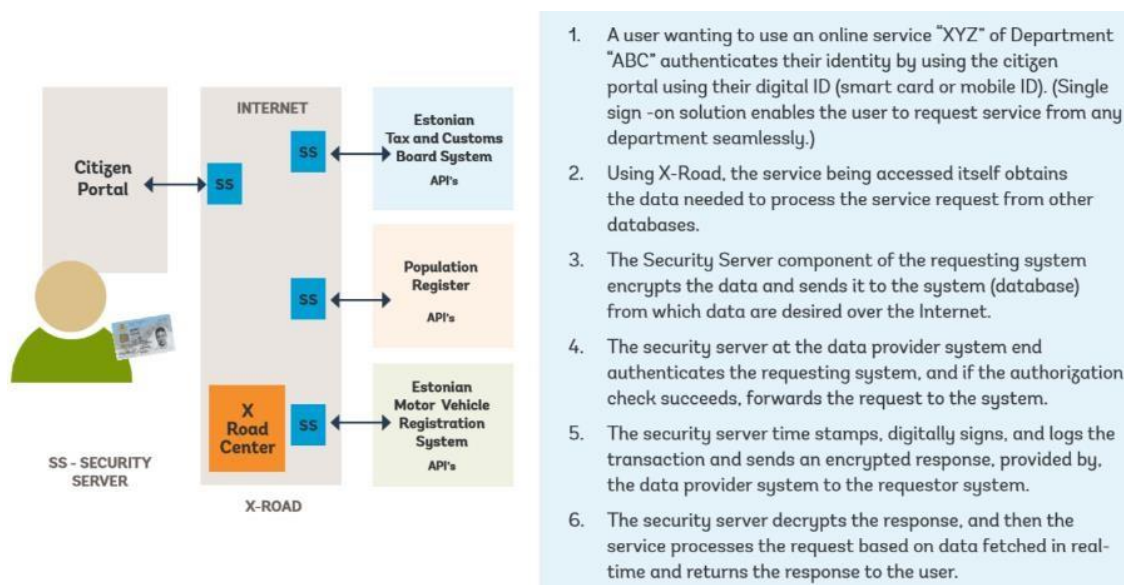 INTERNET
Citizen
Portal
SS
SS
Estonian
Tax and Customs
Board System
API's
SS
Population
Register
API's
X
Road
Center
SS
Estonian
Motor Vehicle
Registration
System
API's
SS - SECURITY
SERVER
X-ROAD
1. A user wanting to use an online service "XYZ" of Department
"ABC" authenticates their identity by using the citizen
portal using their digital ID (smart card or mobile ID). (Single
sign -on solution enables the user to request service from any
department seamlessly.)
2. Using X-Road, the service being accessed itself obtains
the data needed to process the service request from other
databases.
3. The Security Server component of the requesting system
encrypts the data and sends it to the system (database)
from which data are desired over the Internet.
4. The security server at the data provider system end
authenticates the requesting system, and if the authorization
check succeeds, forwards the request to the system.
5. The security server time stamps, digitally signs, and logs the
transaction and sends an encrypted response, provided by,
the data provider system to the requestor system.
6. The security server decrypts the response, and then the
service processes the request based on data fetched in real-
time and returns the response to the user.